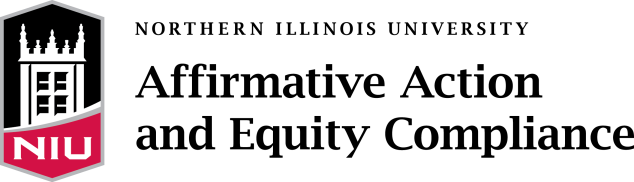 NORTHERN ILLINOIS UNIVERSITY
Affirmative Action
and Equity Compliance
NIU